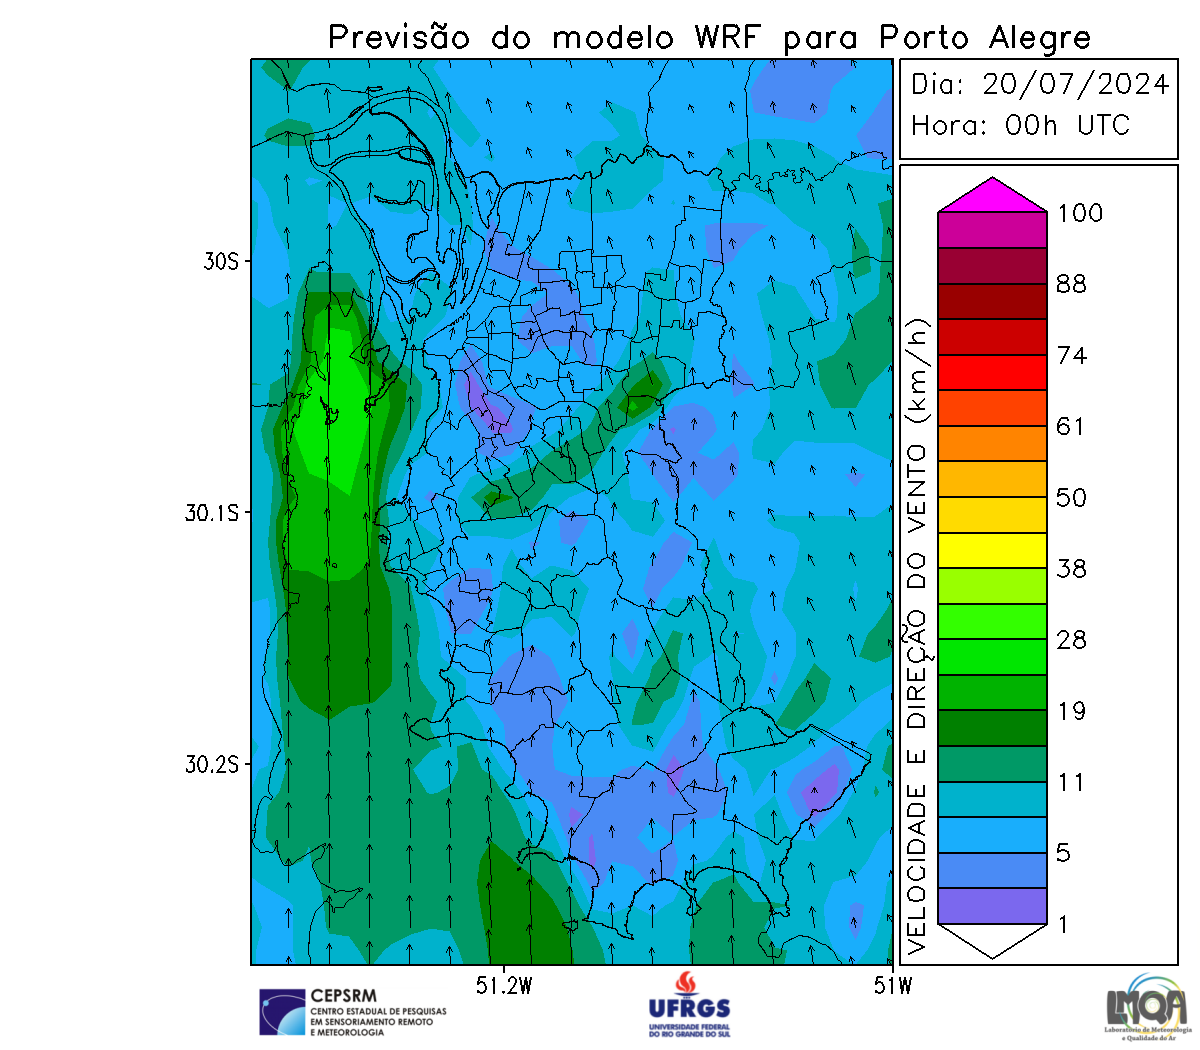 Previsão do modelo WRF para Porto Alegre
Dia: 20/07/2024
Hora: 00h UTC
30S
30.1S
30.2S
51.2W
51W
VELOCIDADE E DIREÇÃO DO VENTO (km/h)
100
88
74
61
50
38
28
19
11
5
1
CEPSRM
CENTRO ESTADUAL DE PESQUISAS
EM SENSORIAMENTO REMOTO
E METEOROLOGIA
UFRGS
UNIVERSIDADE FEDERAL
DO RIO GRANDE DO SUL
LMQA
Laboratório de Meteorologia
e Qualidade do Ar